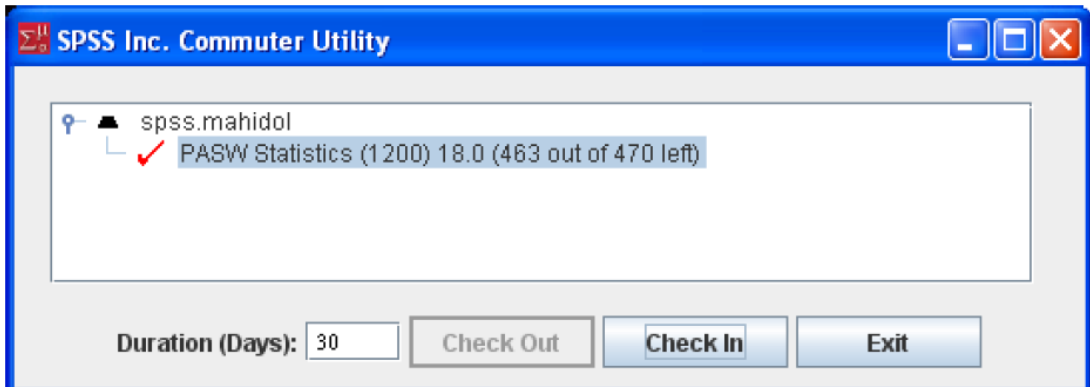 SPSS Inc. Commuter Utility
spss.mahidol
PASW Statistics (1200) 18.0 (463 out of 470 left)
Duration (Days): 30 Check Out Check In Exit